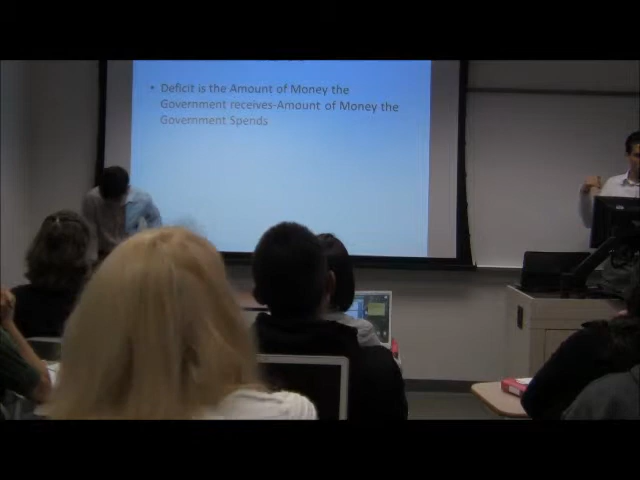 • Deficit is the Amount of Money the
Government receives-Amount of Money the
Government Spends